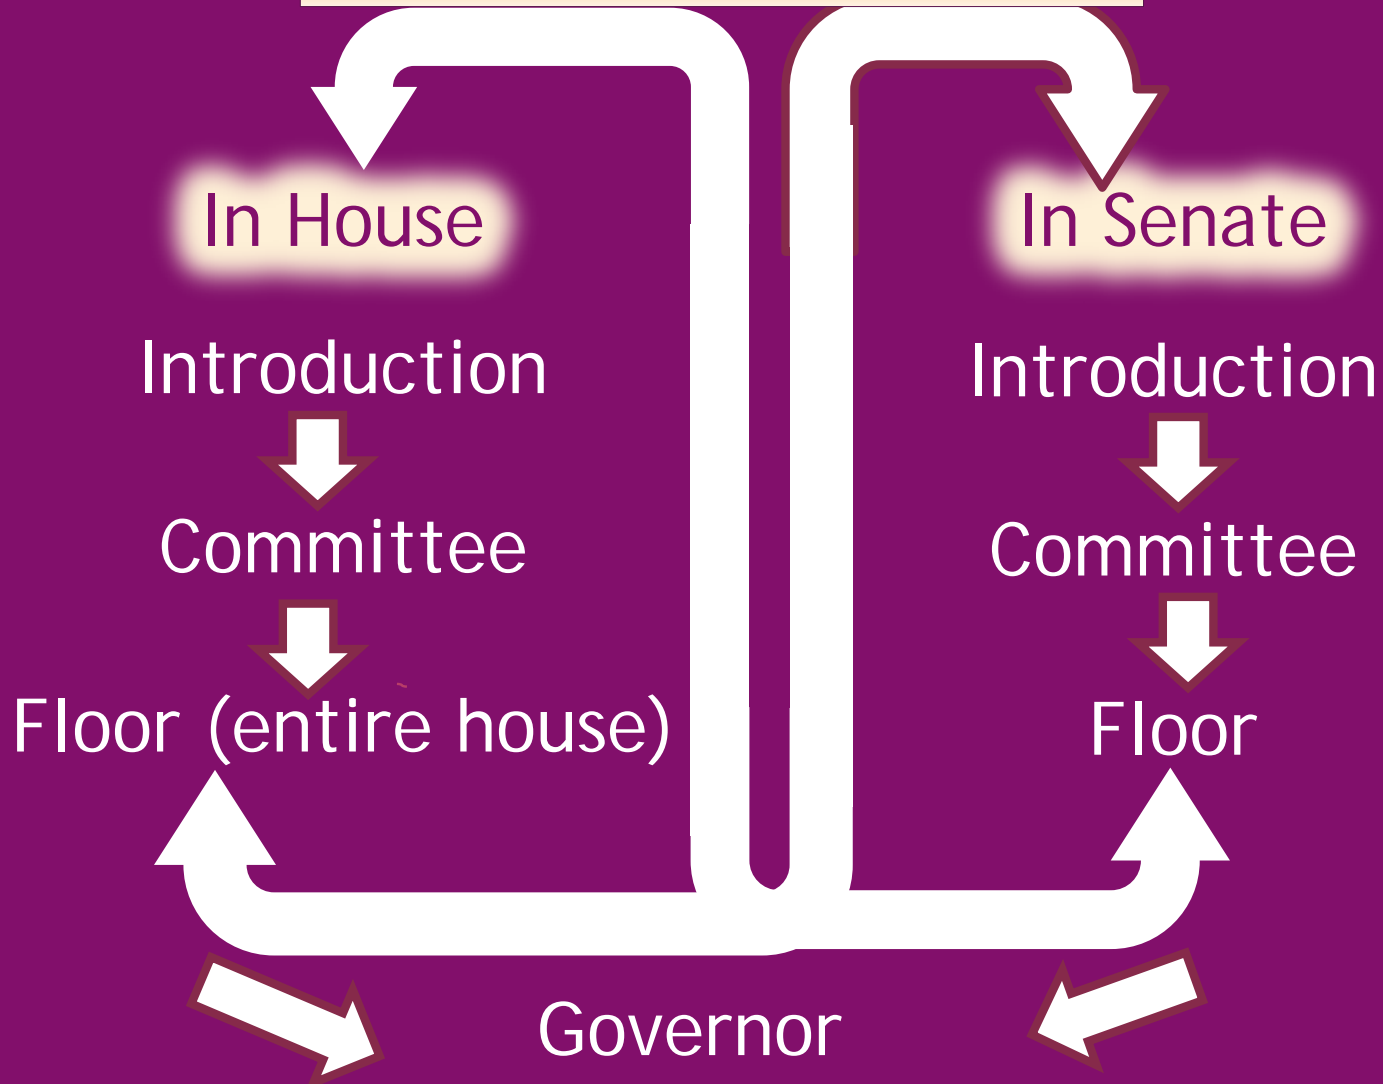 In House
Introduction
Committee
Floor (entire house)
In Senate
Introduction
Committee
Floor
Governor